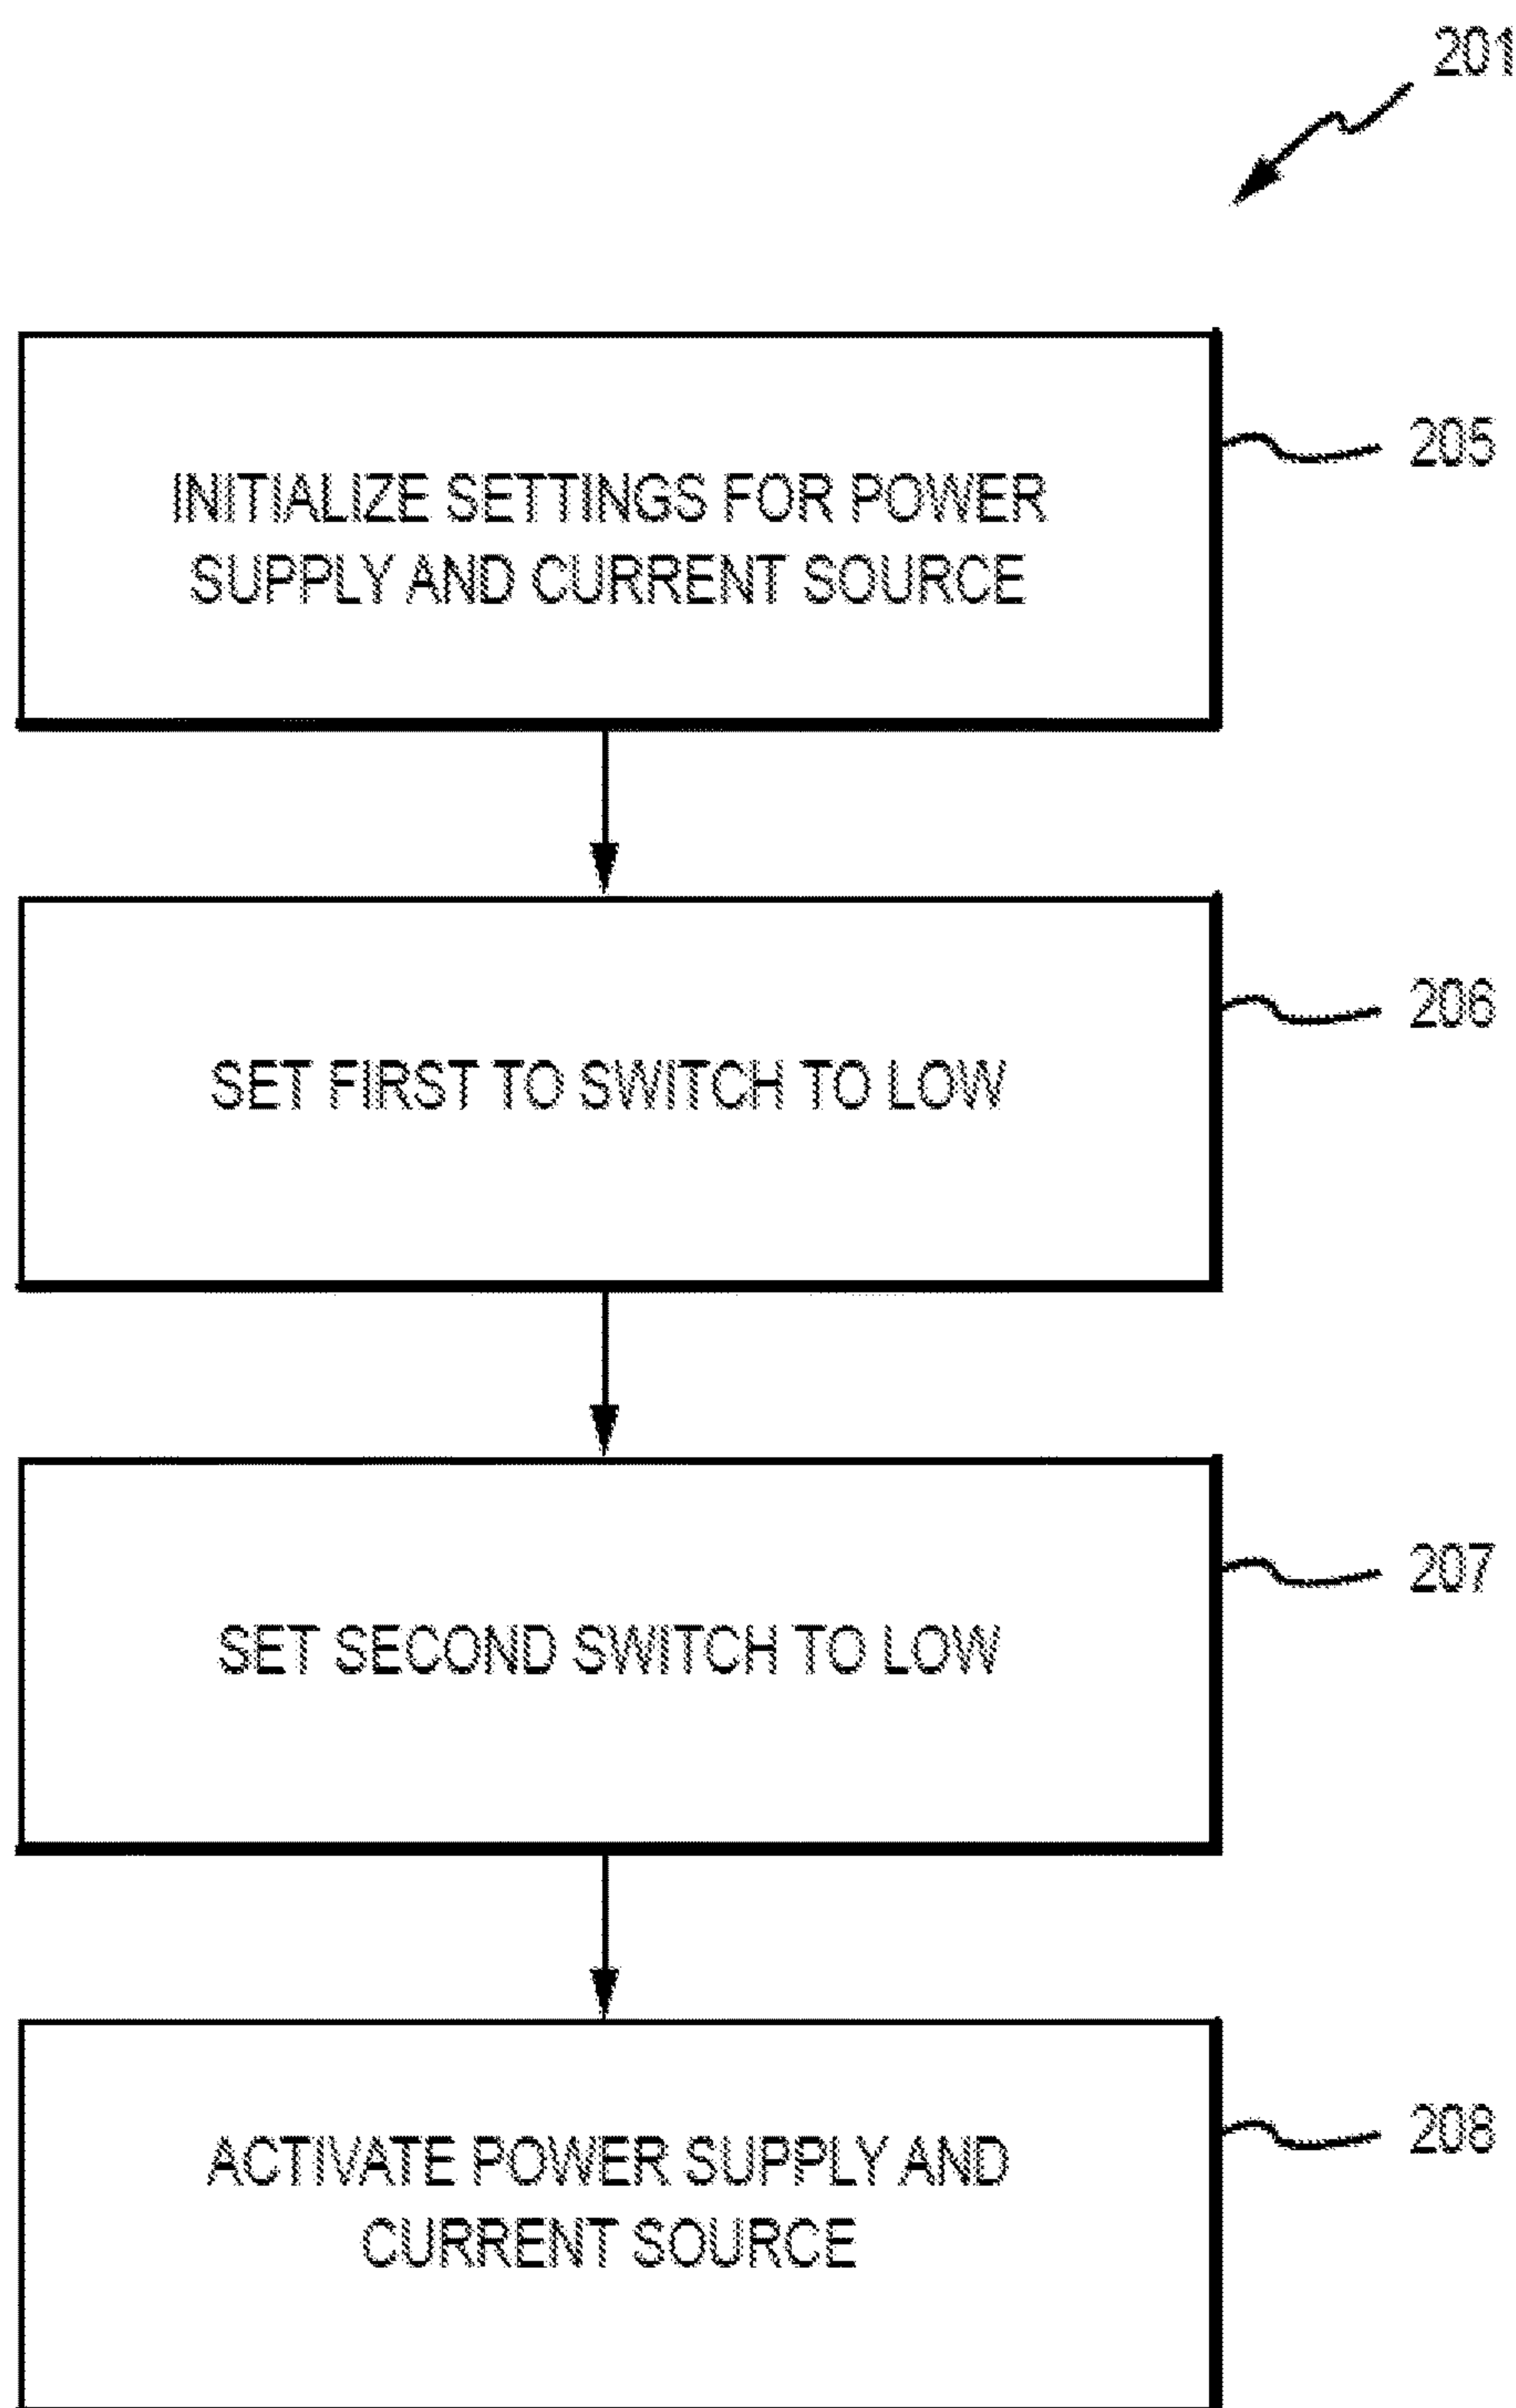 201
INITIALIZE SETTINGS FOR POWER
SUPPLY AND CURRENT SOURCE
205
SET FIRST TO SWITCH TO LOW
206
SET SECOND SWITCH TO LOW
207
ACTIVATE POWER SUPPLY AND
CURRENT SOURCE
208